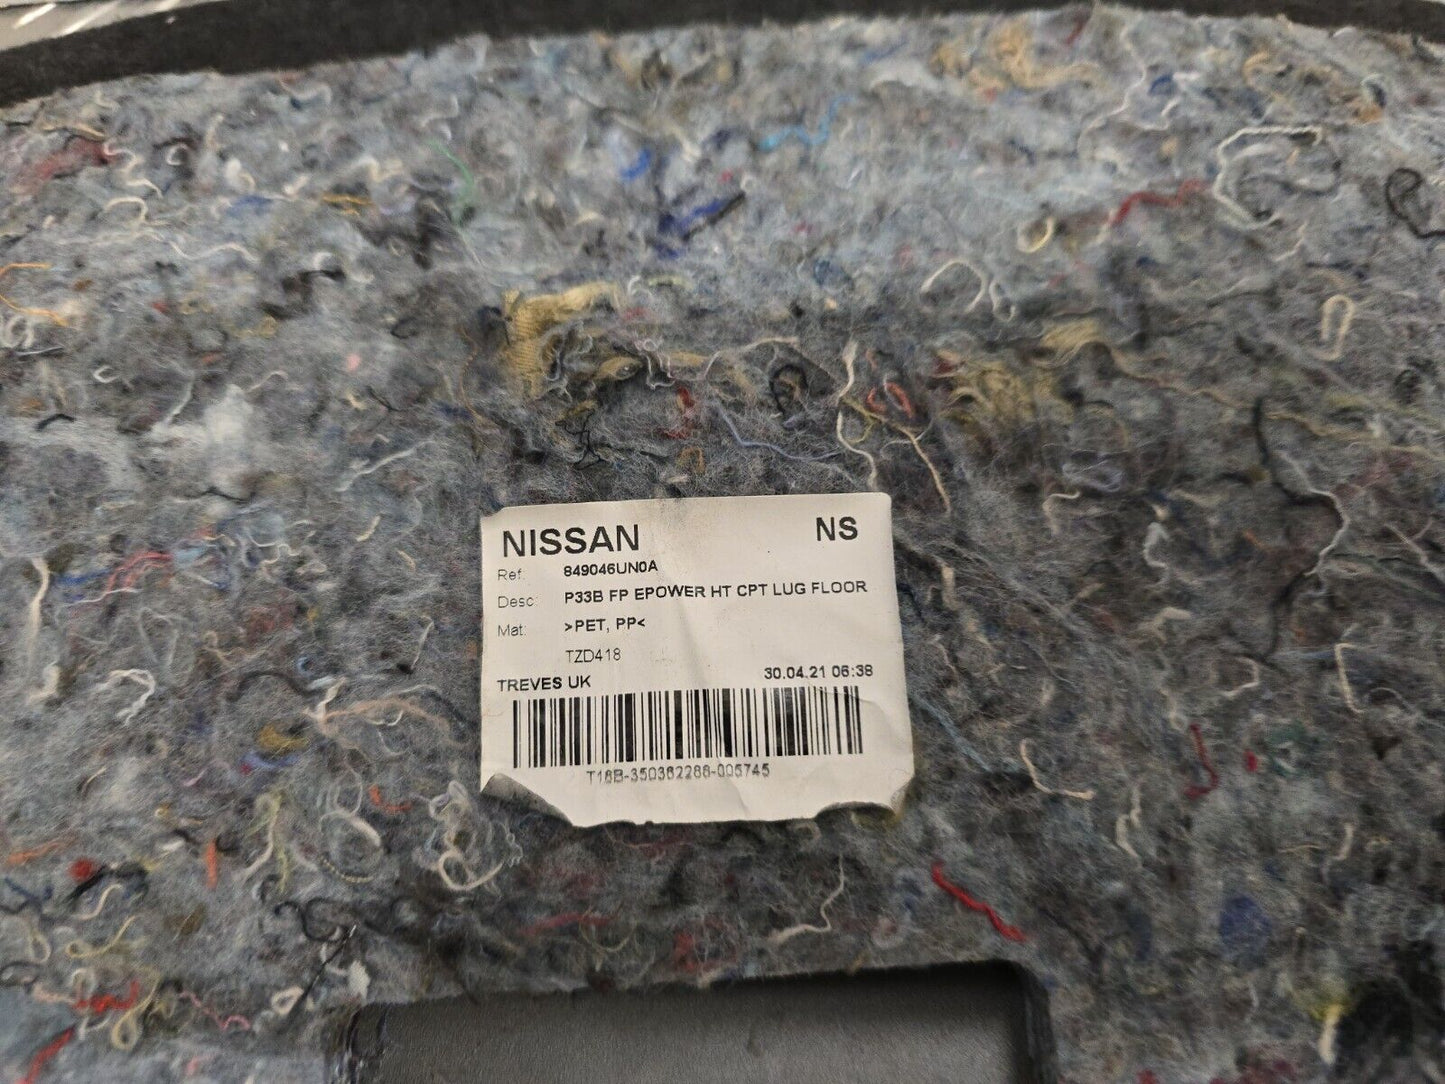 NISSAN NS
Ref: 849046UN0A
Desc: P33B FP EPOWER HT CPT LUG FLOOR
Mat: >PET, PP<
TZD418
TREVES UK 30.04.21 06:38
T18B-350362286-005745